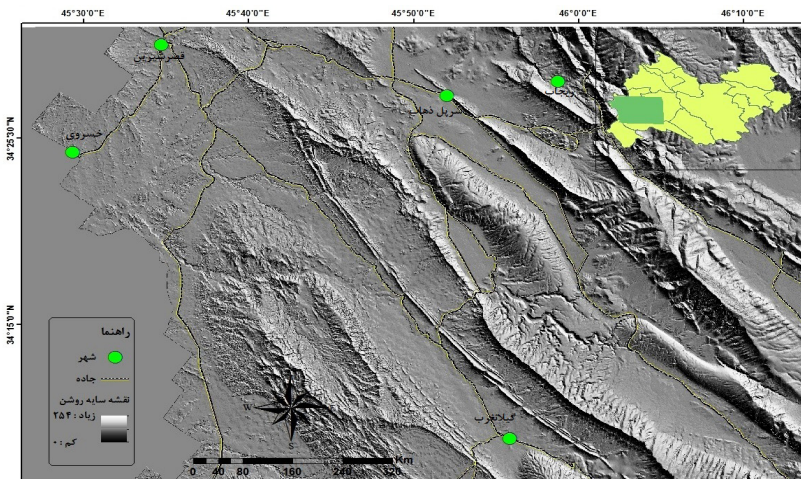 45°30'0"E 45°40'0"E 45°50'0"E 46°0'0"E 46°10'0"E
قصرشیرین
سرپل ذهاب
34°25'30"N
خسروی
34°15'0"N
راهنما
شهر
جاده
نقشه سایه روشن
زیاد : ۲۵۴
کم : ۰
W
S
گیلانغرب
0 40 80 160 240 320 Km